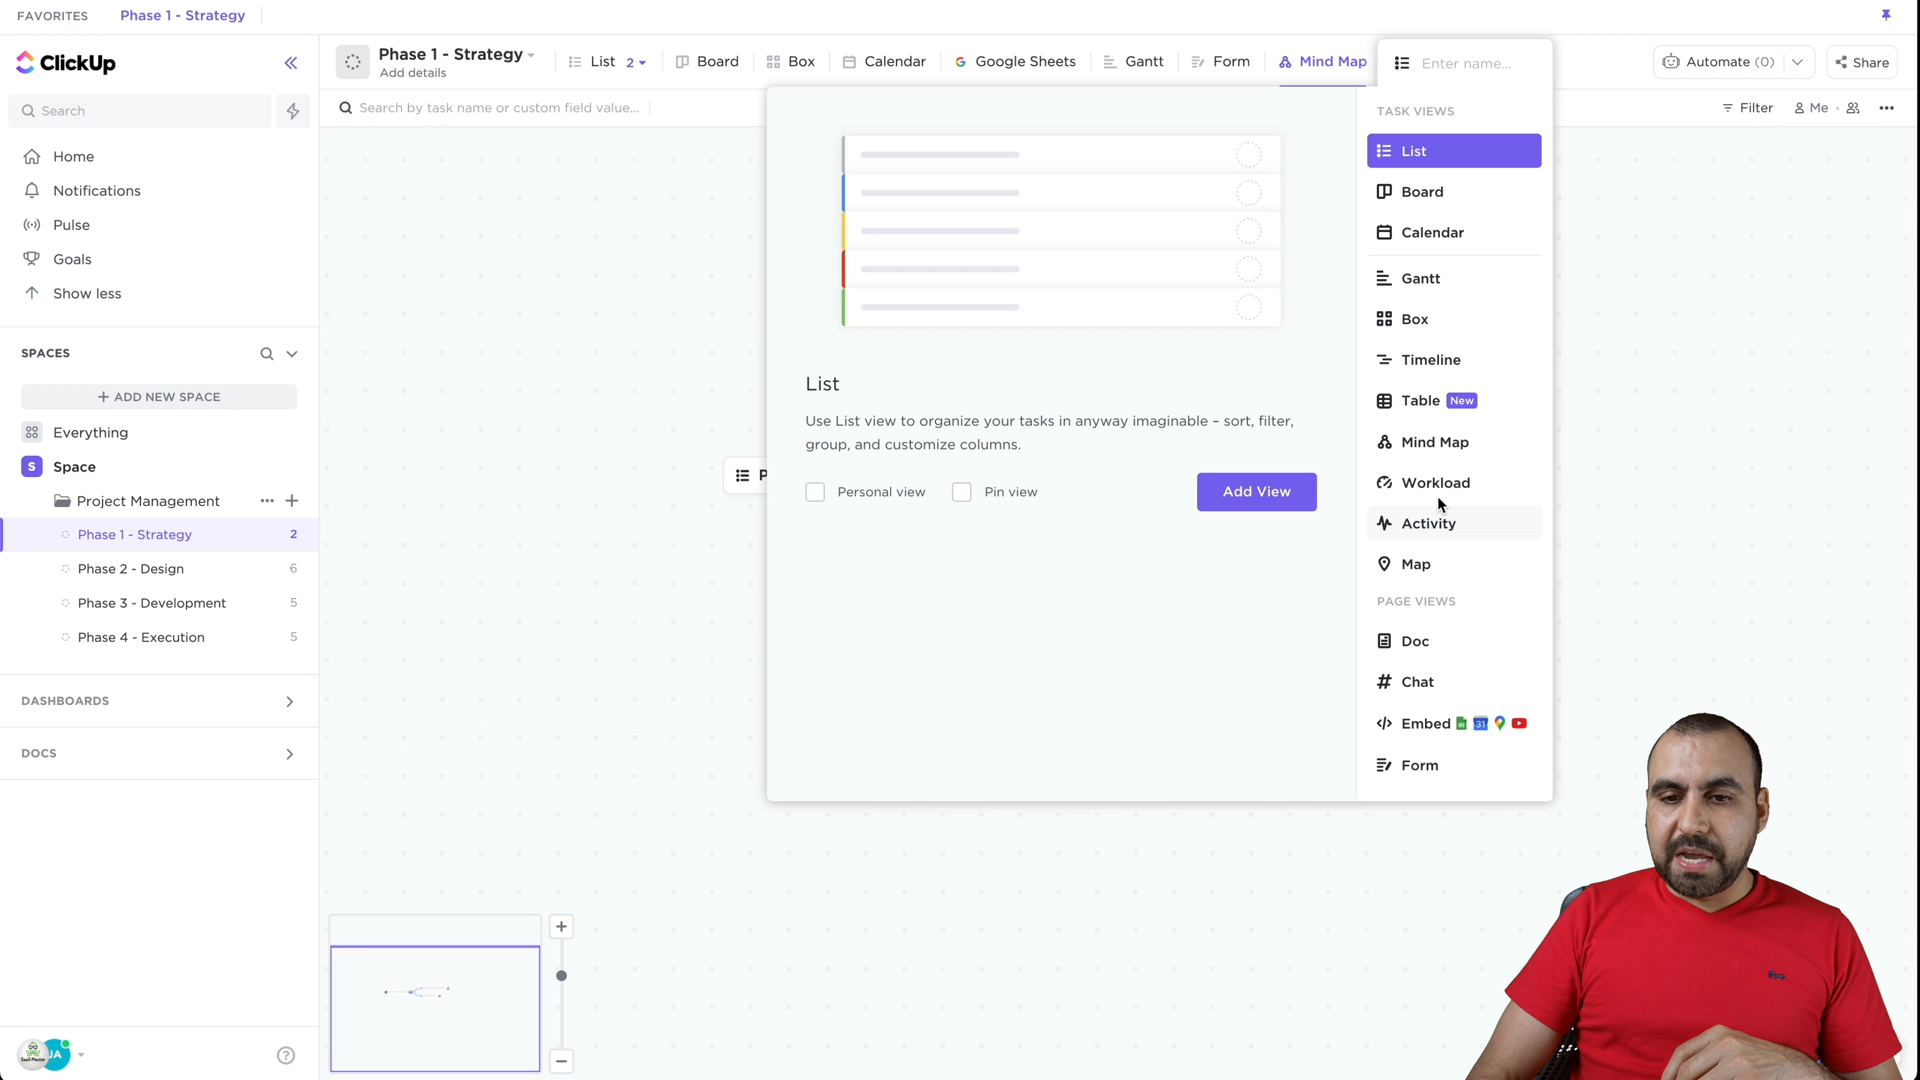 FAVORITES
Phase 1 - Strategy
ClickUp
Search
Home
Notifications
Pulse
Goals
Show less
SPACES
+ ADD NEW SPACE
Everything
S Space
Project Management
Phase 1 - Strategy 2
Phase 2 - Design 6
Phase 3 - Development 5
Phase 4 - Execution 5
DASHBOARDS
DOCS
JA
Phase 1 - Strategy
Add details
List 2
Board
Box
Calendar
G Google Sheets
Gantt
Form
Mind Map
Enter name...
Automate (0)
Share
Search by task name or custom field value...
Filter
Me
List
Use List view to organize your tasks in anyway imaginable – sort, filter,
group, and customize columns.
Personal view
Pin view
Add View
TASK VIEWS
List
Board
Calendar
Gantt
Box
Timeline
Table New
Mind Map
Workload
Activity
Map
PAGE VIEWS
Doc
# Chat
</> Embed 31
Form